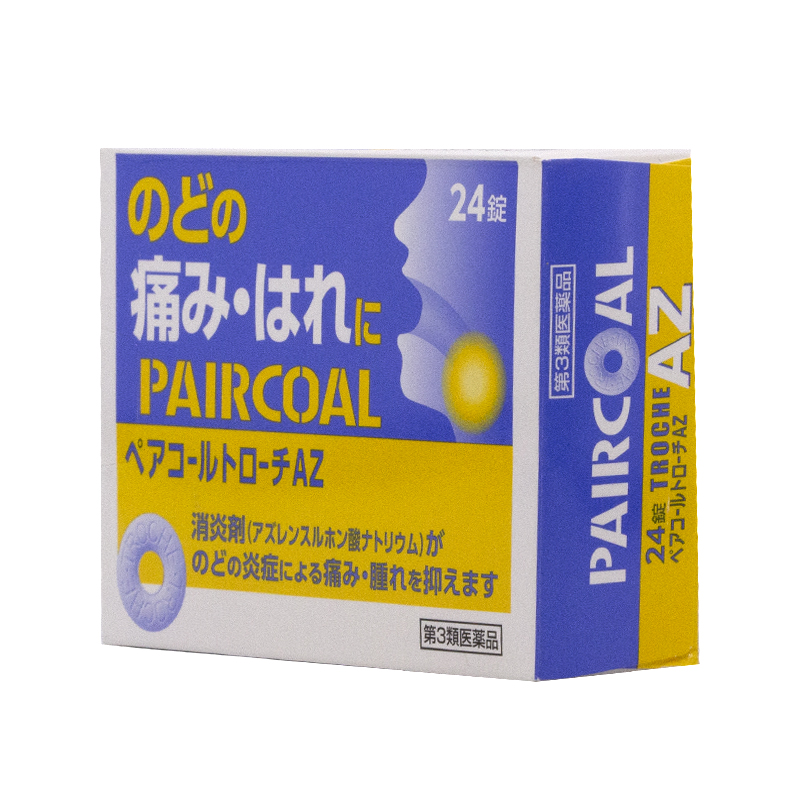 のどの
24錠
痛み・はれに
PAIRCOAL
ペアコールトローチAZ
消炎剤(アズレンスルホン酸ナトリウム)が
のどの炎症による痛み・腫れを抑えます
第3類医薬品
第3類医薬品
PAIRCOAL
24錠 TROCHE AZ
ペアコールトローチAZ